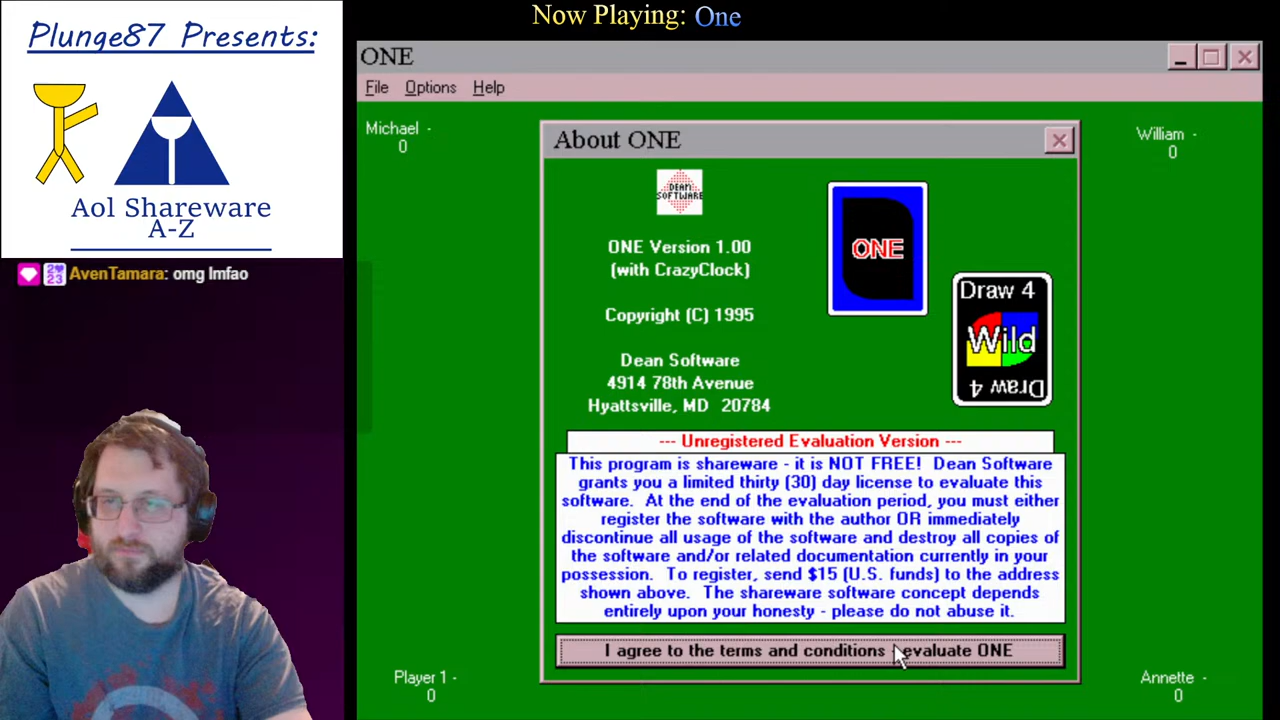 Now Playing: One
Plunge87 Presents:
Aol Shareware
A-Z
AvenTamara: omg lmfao
ONE
File Options Help
Michael -
0
William -
0
About ONE
DEAN
SOFTWARE
ONE Version 1.00
(with CrazyClock)
Copyright (C) 1995
Dean Software
4914 78th Avenue
Hyattsville, MD 20784
ONE
Draw 4
Wild
Draw 4
--- Unregistered Evaluation Version ---
This program is shareware - it is NOT FREE! Dean Software
grants you a limited thirty (30) day license to evaluate this
software. At the end of the evaluation period, you must either
register the software with the author OR immediately
discontinue all usage of the software and destroy all copies of
the software and/or related documentation currently in your
possession. To register, send $15 (U.S. funds) to the address
shown above. The shareware software concept depends
entirely upon your honesty - please do not abuse it.
I agree to the terms and conditions - evaluate ONE
Player 1 -
0
Annette -
0